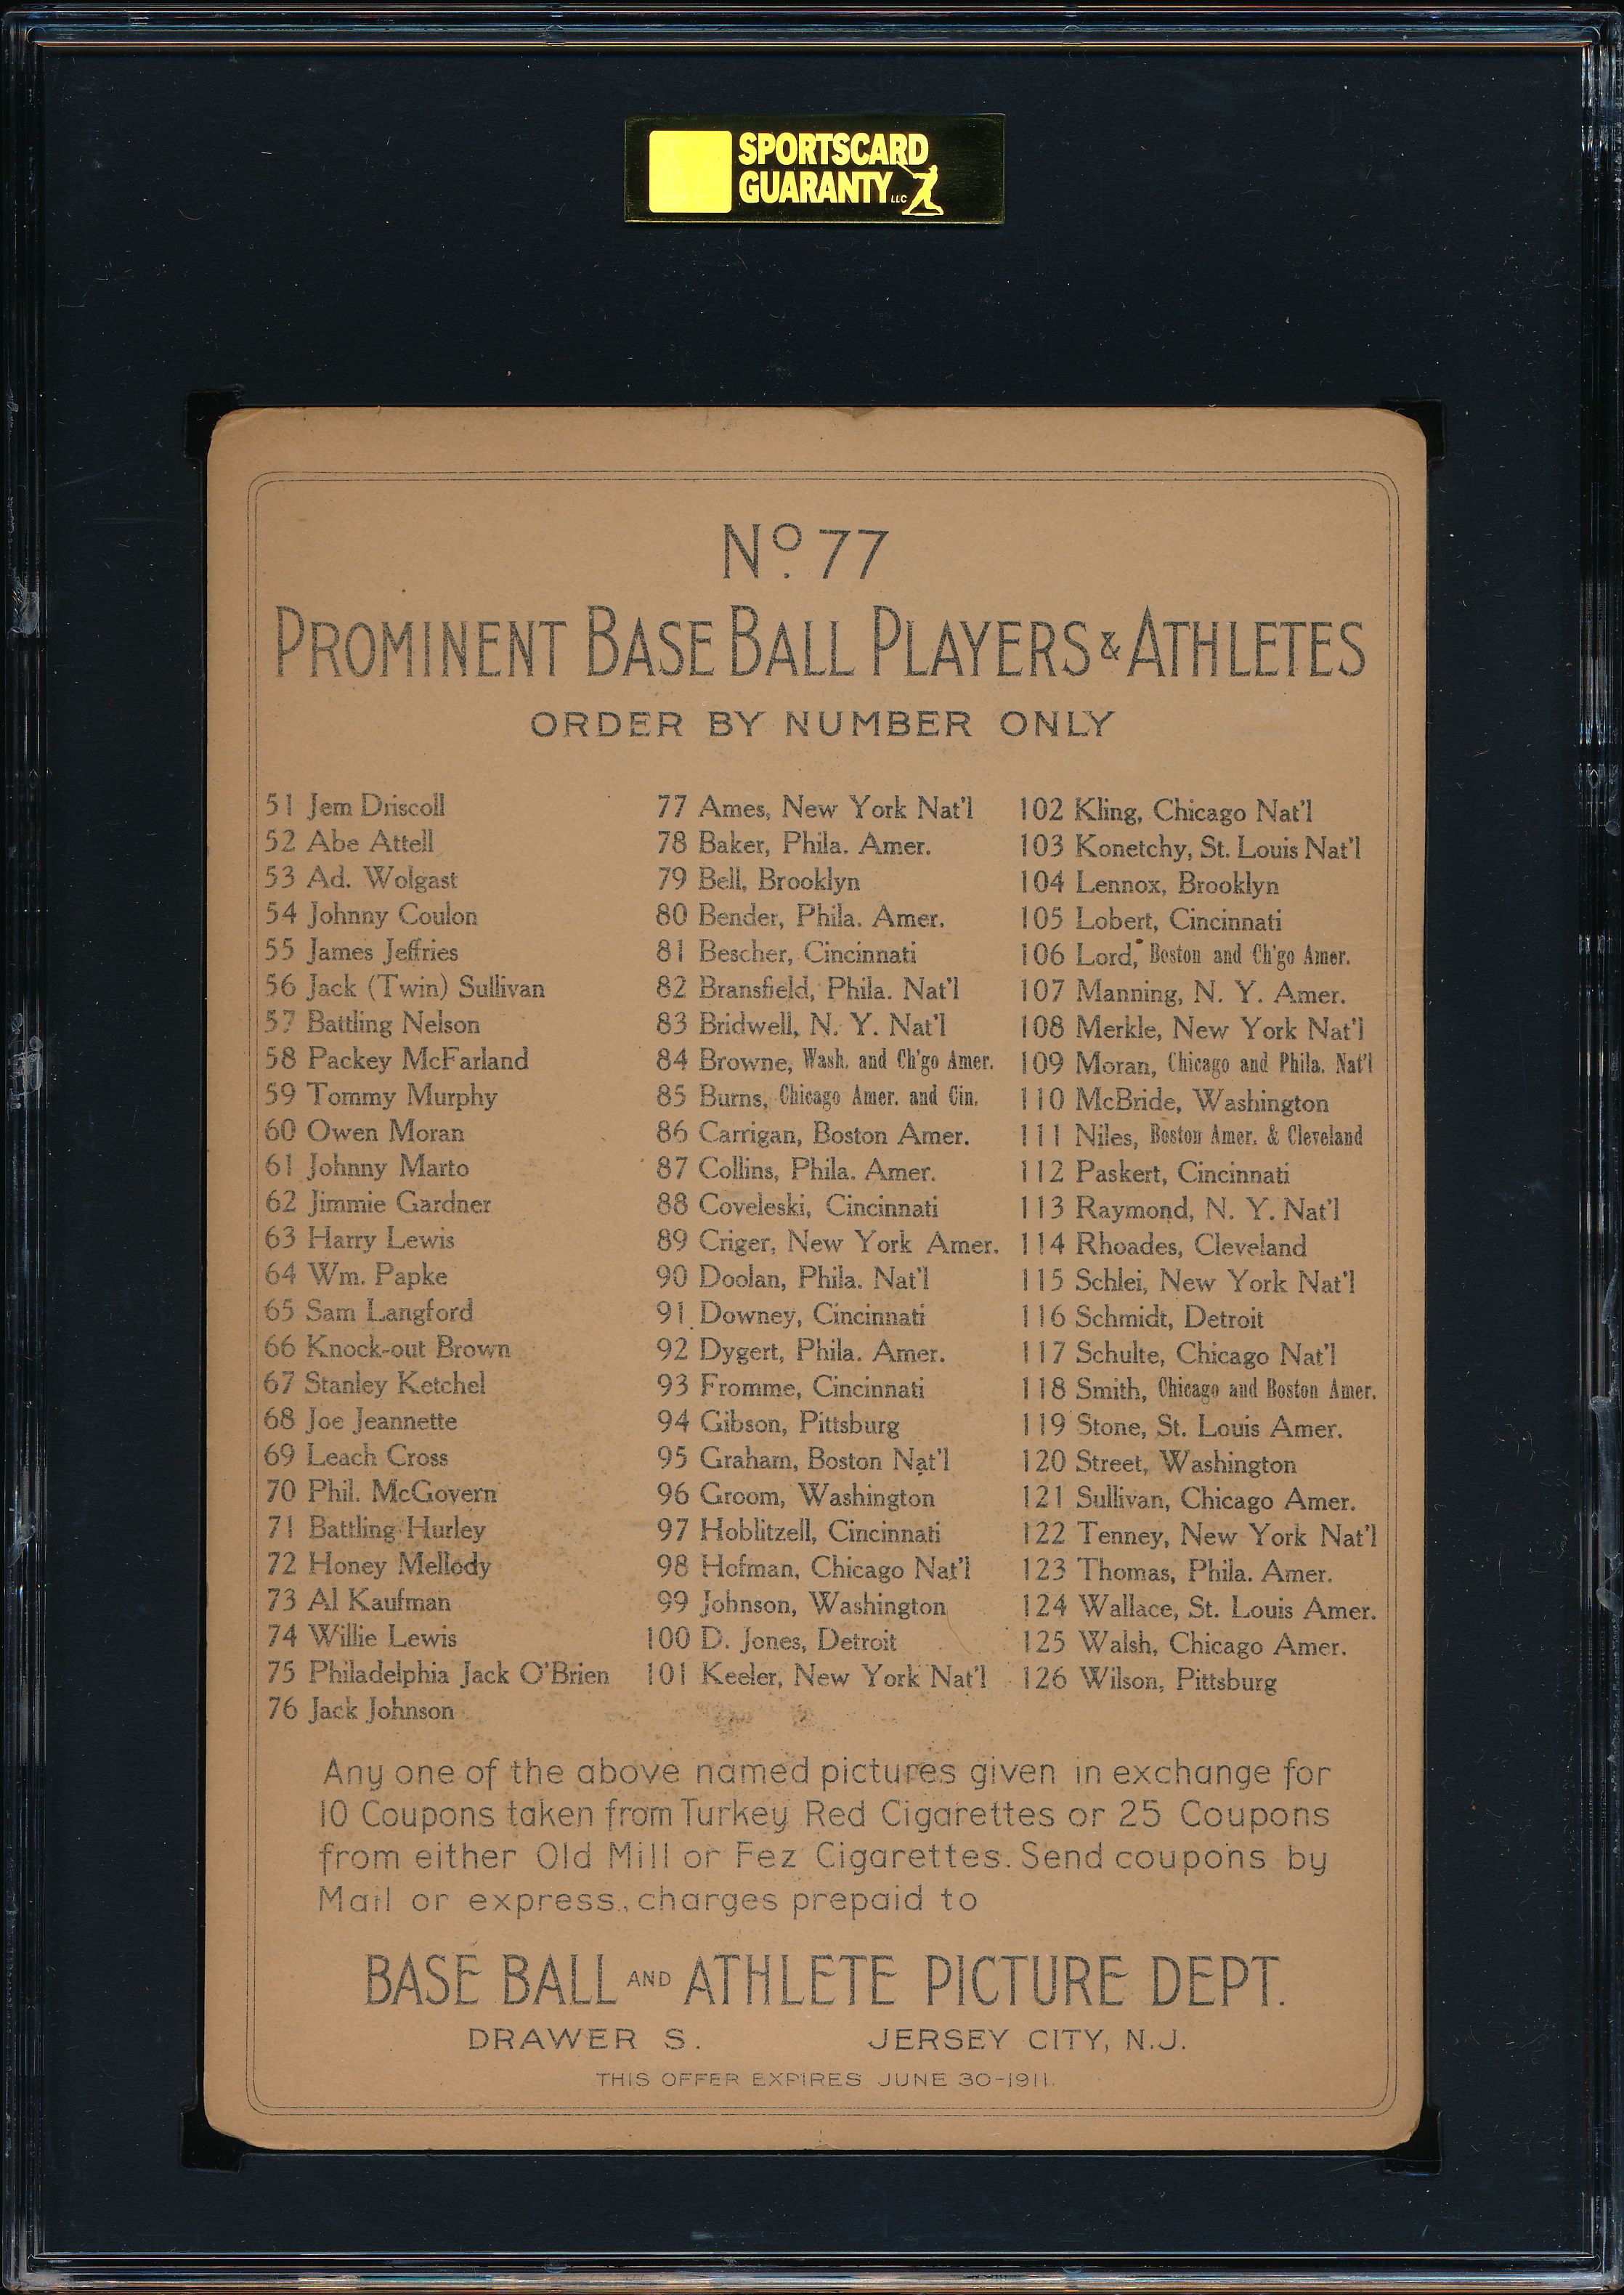 SPORTSCARD
GUARANTY LLC
No. 77
PROMINENT BASE BALL PLAYERS & ATHLETES
ORDER BY NUMBER ONLY
51 Jem Driscoll
52 Abe Attell
53 Ad. Wolgast
54 Johnny Coulon
55 James Jeffries
56 Jack (Twin) Sullivan
57 Battling Nelson
58 Packey McFarland
59 Tommy Murphy
60 Owen Moran
61 Johnny Marto
62 Jimmie Gardner
63 Harry Lewis
64 Wm. Papke
65 Sam Langford
66 Knock-out Brown
67 Stanley Ketchel
68 Joe Jeannette
69 Leach Cross
70 Phil. McGovern
71 Battling Hurley
72 Honey Mellody
73 Al Kaufman
74 Willie Lewis
75 Philadelphia Jack O'Brien
76 Jack Johnson
77 Ames, New York Nat'l
78 Baker, Phila. Amer.
79 Bell, Brooklyn
80 Bender, Phila. Amer.
81 Bescher, Cincinnati
82 Bransfield, Phila. Nat'l
83 Bridwell, N. Y. Nat'l
84 Browne, Wash. and Ch'go Amer.
85 Burns, Chicago Amer. and Cin.
86 Carrigan, Boston Amer.
87 Collins, Phila. Amer.
88 Coveleski, Cincinnati
89 Criger, New York Amer.
90 Doolan, Phila. Nat'l
91 Downey, Cincinnati
92 Dygert, Phila. Amer.
93 Fromme, Cincinnati
94 Gibson, Pittsburg
95 Graham, Boston Nat'l
96 Groom, Washington
97 Hoblitzell, Cincinnati
98 Hofman, Chicago Nat'l
99 Johnson, Washington
100 D. Jones, Detroit
101 Keeler, New York Nat'l
102 Kling, Chicago Nat'l
103 Konetchy, St. Louis Nat'l
104 Lennox, Brooklyn
105 Lobert, Cincinnati
106 Lord, Boston and Ch'go Amer.
107 Manning, N. Y. Amer.
108 Merkle, New York Nat'l
109 Moran, Chicago and Phila. Nat'l
110 McBride, Washington
111 Niles, Boston Amer. & Cleveland
112 Paskert, Cincinnati
113 Raymond, N. Y. Nat'l
114 Rhoades, Cleveland
115 Schlei, New York Nat'l
116 Schmidt, Detroit
117 Schulte, Chicago Nat'l
118 Smith, Chicago and Boston Amer.
119 Stone, St. Louis Amer.
120 Street, Washington
121 Sullivan, Chicago Amer.
122 Tenney, New York Nat'l
123 Thomas, Phila. Amer.
124 Wallace, St. Louis Amer.
125 Walsh, Chicago Amer.
126 Wilson, Pittsburg
Any one of the above named pictures given in exchange for
10 Coupons taken from Turkey Red Cigarettes or 25 Coupons
from either Old Mill or Fez Cigarettes. Send coupons by
Mail or express., charges prepaid to
BASE BALL AND ATHLETE PICTURE DEPT.
DRAWER S. JERSEY CITY, N.J.
THIS OFFER EXPIRES JUNE 30-1911.